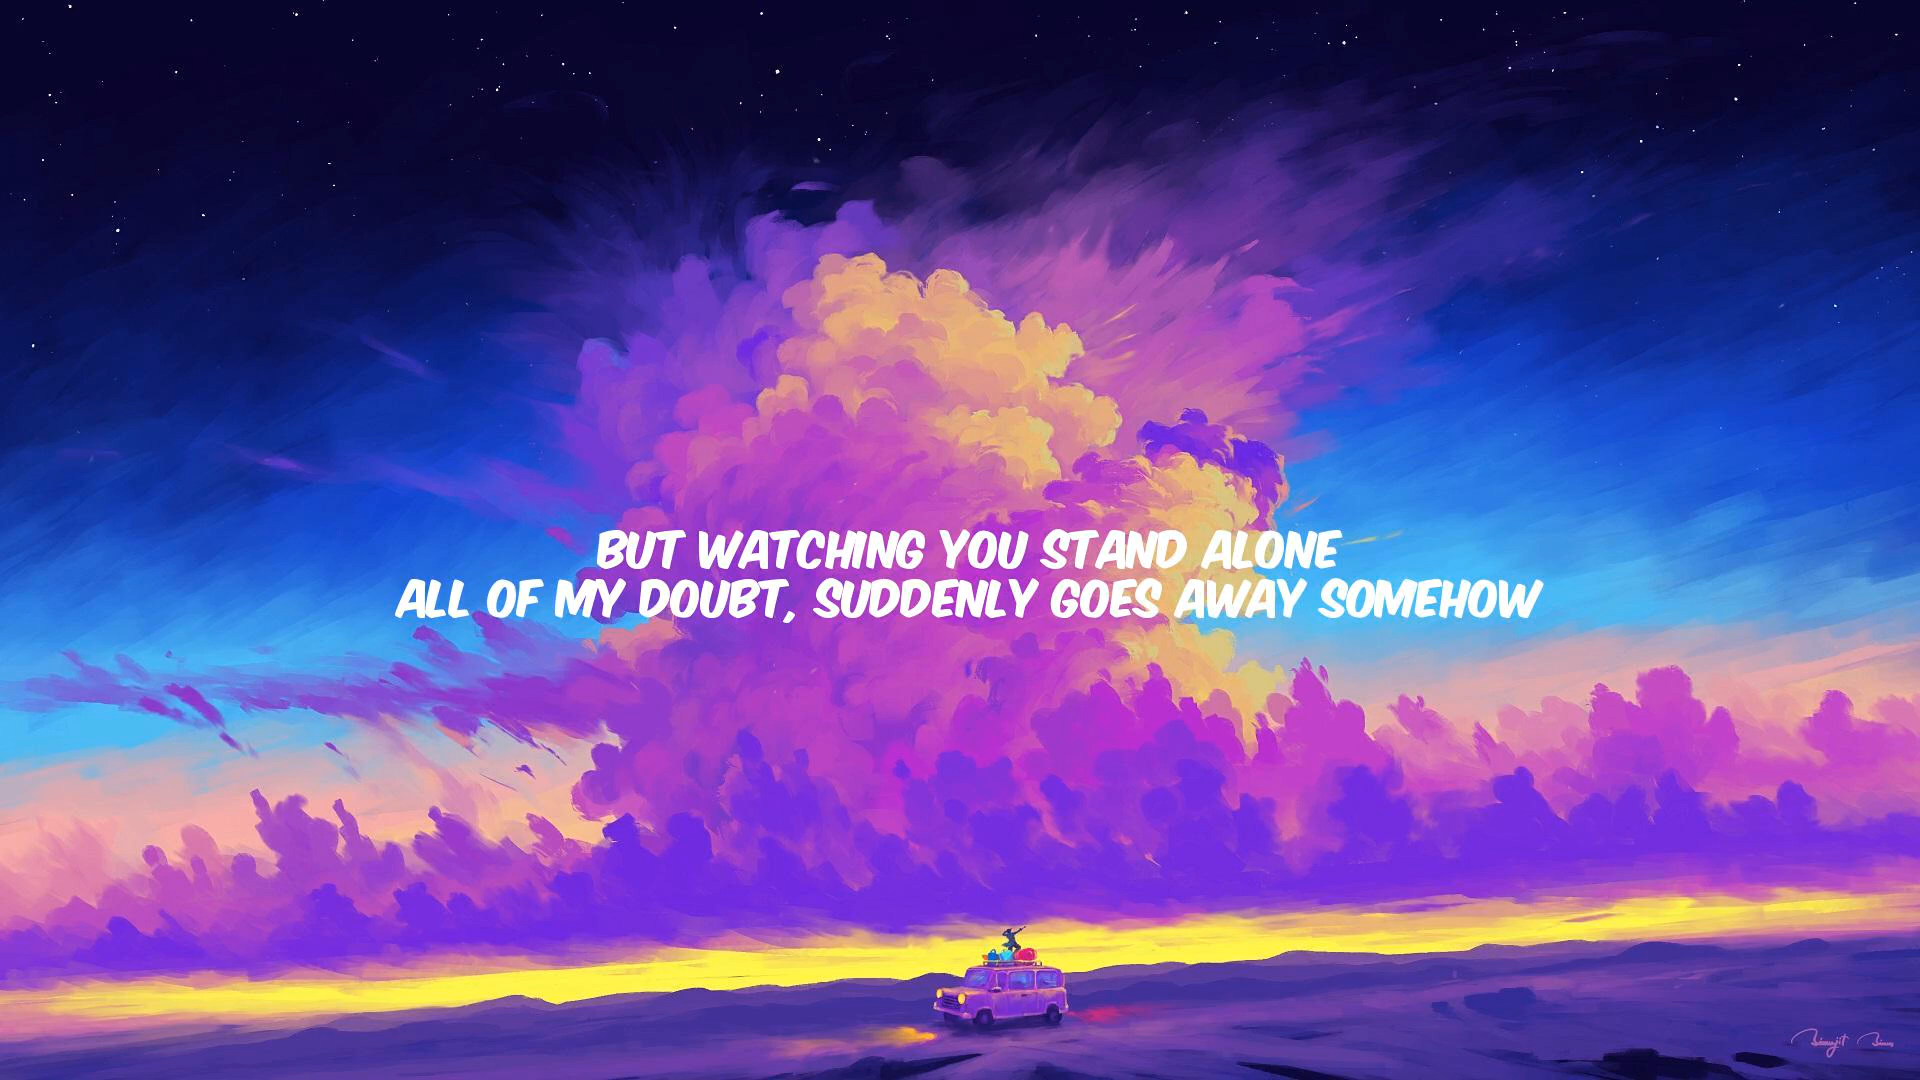 BUT WATCHING YOU STAND ALONE
ALL OF MY DOUBT, SUDDENLY GOES AWAY SOMEHOW